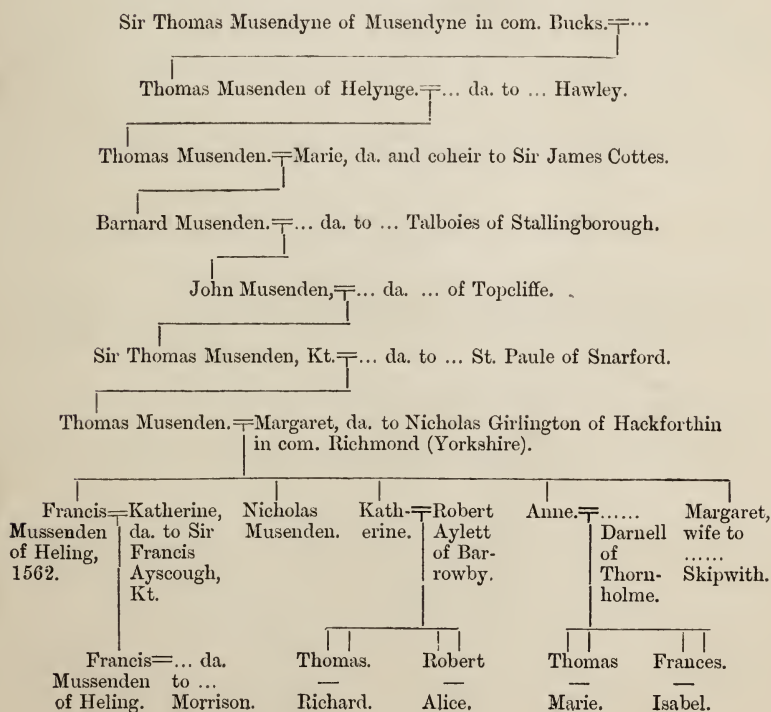 Sir Thomas Musendyne of Musendyne in com. Bucks.=...
Thomas Musenden of Helynge.=... da. to ... Hawley.
Thomas Musenden.=Marie, da. and coheir to Sir James Cottes.
Barnard Musenden.=... da. to ... Talboies of Stallingborough.
John Musenden,=... da. ... of Topcliffe.
Sir Thomas Musenden, Kt.=... da. to ... St. Paule of Snarford.
Thomas Musenden.=Margaret, da. to Nicholas Girlington of Hackforthin
in com. Richmond (Yorkshire).
Francis=Katherine,
Mussenden da. to Sir
of Heling, Francis
1562. Ayscough,
Kt.
Nicholas
Musenden.
Kath-=Robert
erine. Aylett
of Bar-
rowby.
Anne.=......
Darnell
of
Thorn-
holme.
Margaret,
wife to
......
Skipwith.
Francis=... da.
Mussenden to ...
of Heling. Morrison.
Thomas.
—
Richard.
Robert
—
Alice.
Thomas
—
Marie.
Frances.
—
Isabel.